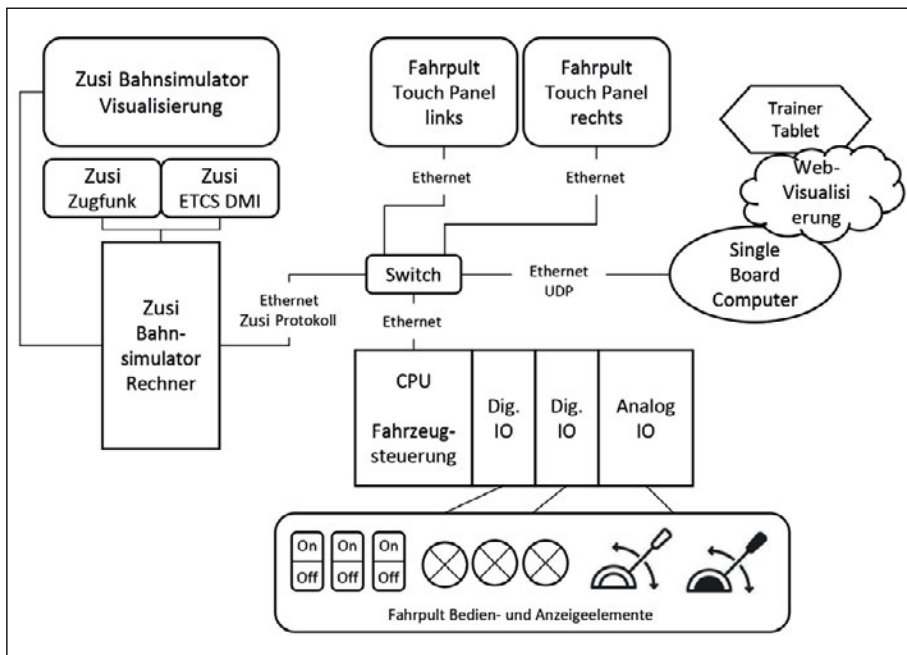 Zusi Bahnsimulator
Visualisierung
Fahrpult
Touch Panel
links
Fahrpult
Touch Panel
rechts
Trainer
Tablet
Web-
Visualisi
erung
Zusi
Zugfunk
Zusi
ETCS DMI
Ethernet
Ethernet
Single
Board
Computer
Switch
Ethernet
UDP
Ethernet
Zusi Protokoll
Ethernet
Zusi
Bahn-
simulator
Rechner
CPU
Fahrzeug-
steuerung
Dig.
IO
Dig.
IO
Analog
IO
On On On
Off Off Off
Fahrpult Bedien- und Anzeigeelemente